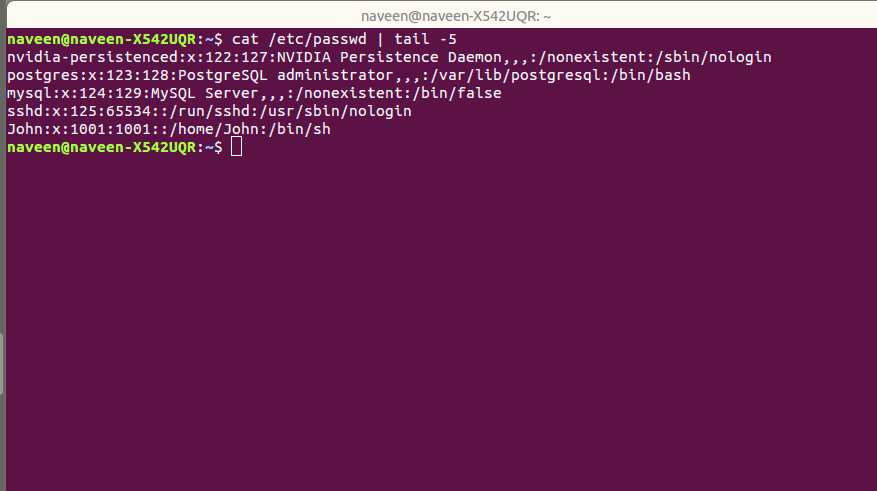 naveen@naveen-X542UQR: ~
naveen@naveen-X542UQR:~$ cat /etc/passwd | tail -5
nvidia-persistenced:x:122:127:NVIDIA Persistence Daemon,,,:/nonexistent:/sbin/nologin
postgres:x:123:128:PostgreSQL administrator,,,:/var/lib/postgresql:/bin/bash
mysql:x:124:129:MySQL Server,,,:/nonexistent:/bin/false
sshd:x:125:65534::/run/sshd:/usr/sbin/nologin
John:x:1001:1001::/home/John:/bin/sh
naveen@naveen-X542UQR:~$